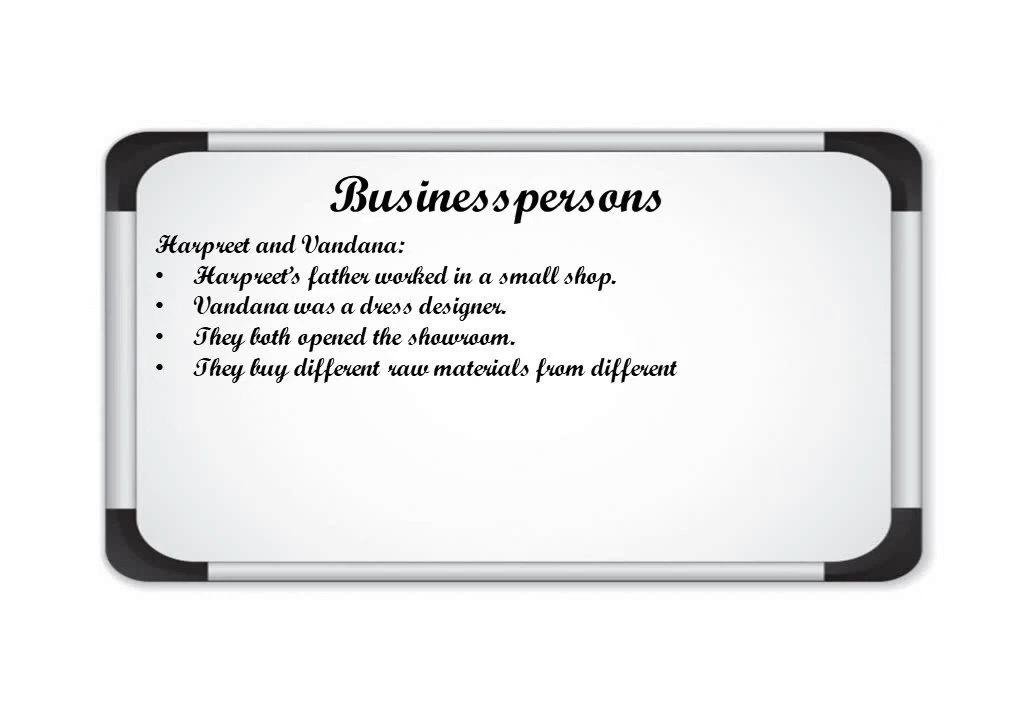 Businesspersons
Harpreet and Vandana:
• Harpreet's father worked in a small shop.
• Vandana was a dress designer.
• They both opened the showroom.
• They buy different raw materials from different